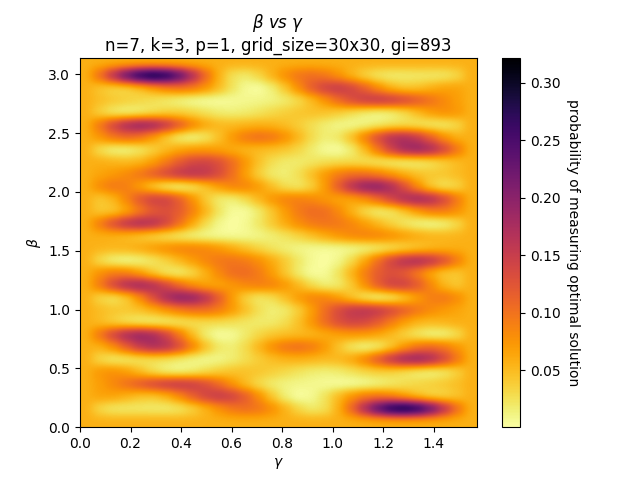 β vs γ
n=7, k=3, p=1, grid_size=30x30, gi=893
3.0
2.5
2.0
1.5
1.0
0.5
0.0
β
0.0 0.2 0.4 0.6 0.8 1.0 1.2 1.4
γ
0.30
0.25
0.20
0.15
0.10
0.05
probability of measuring optimal solution